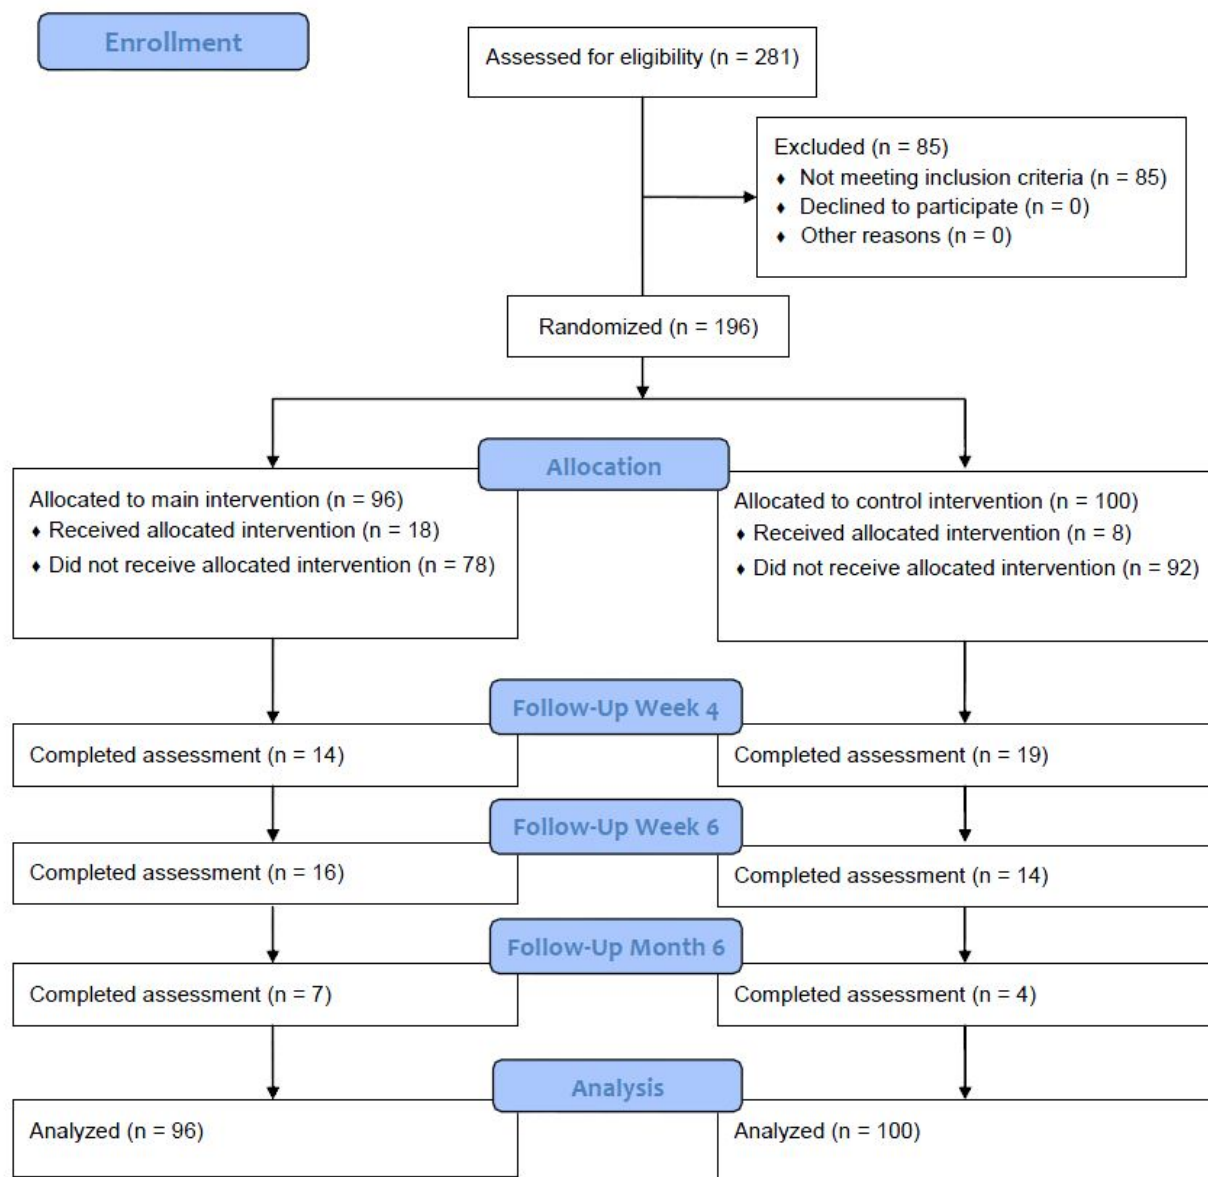 Enrollment
Assessed for eligibility (n = 281)
Excluded (n = 85)
♦ Not meeting inclusion criteria (n = 85)
♦ Declined to participate (n = 0)
♦ Other reasons (n = 0)
Randomized (n = 196)
Allocation
Allocated to main intervention (n = 96)
♦ Received allocated intervention (n = 18)
♦ Did not receive allocated intervention (n = 78)
Allocated to control intervention (n = 100)
♦ Received allocated intervention (n = 8)
♦ Did not receive allocated intervention (n = 92)
Follow-Up Week 4
Completed assessment (n = 14)
Completed assessment (n = 19)
Follow-Up Week 6
Completed assessment (n = 16)
Completed assessment (n = 14)
Follow-Up Month 6
Completed assessment (n = 7)
Completed assessment (n = 4)
Analysis
Analyzed (n = 96)
Analyzed (n = 100)